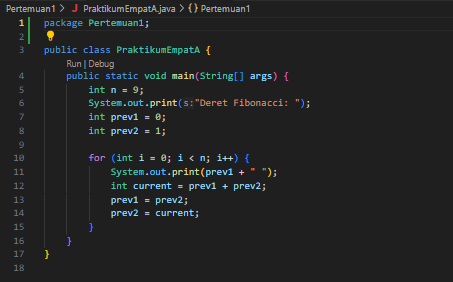 Pertemuan1 > J PraktikumEmpatA.java > {} Pertemuan1
1 package Pertemuan1;
2
3 public class PraktikumEmpatA {
Run | Debug
4 public static void main(String[] args) {
5 int n = 9;
6 System.out.print(s:"Deret Fibonacci: ");
7 int prev1 = 0;
8 int prev2 = 1;
9
10 for (int i = 0; i < n; i++) {
11 System.out.print(prev1 + " ");
12 int current = prev1 + prev2;
13 prev1 = prev2;
14 prev2 = current;
15 }
16 }
17 }
18